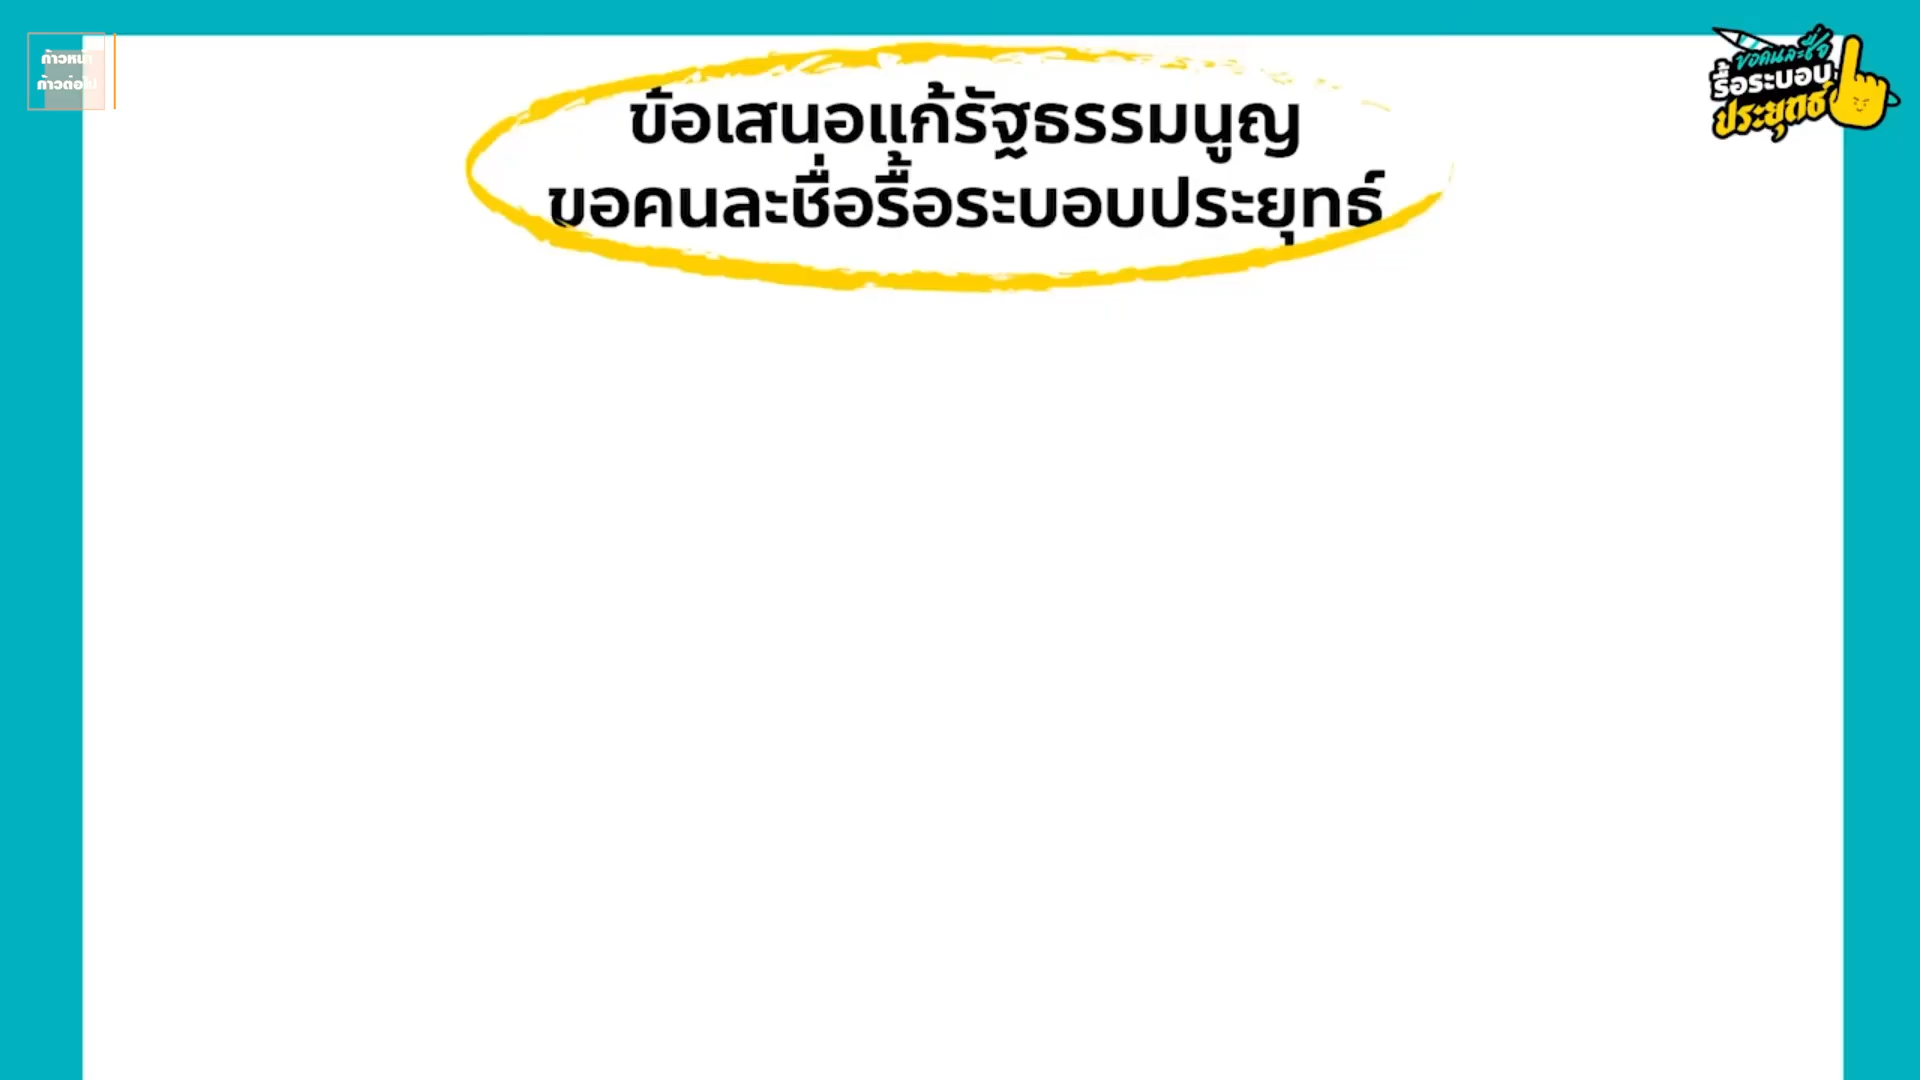 ก้าวหน้า
ก้าวต่อไป
ข้อเสนอแก้รัฐธรรมนูญ
ขอคนละชื่อรื้อระบอบประยุทธ์
ขอคนละชื่อ
รื้อระบอบ
ประยุทธ์